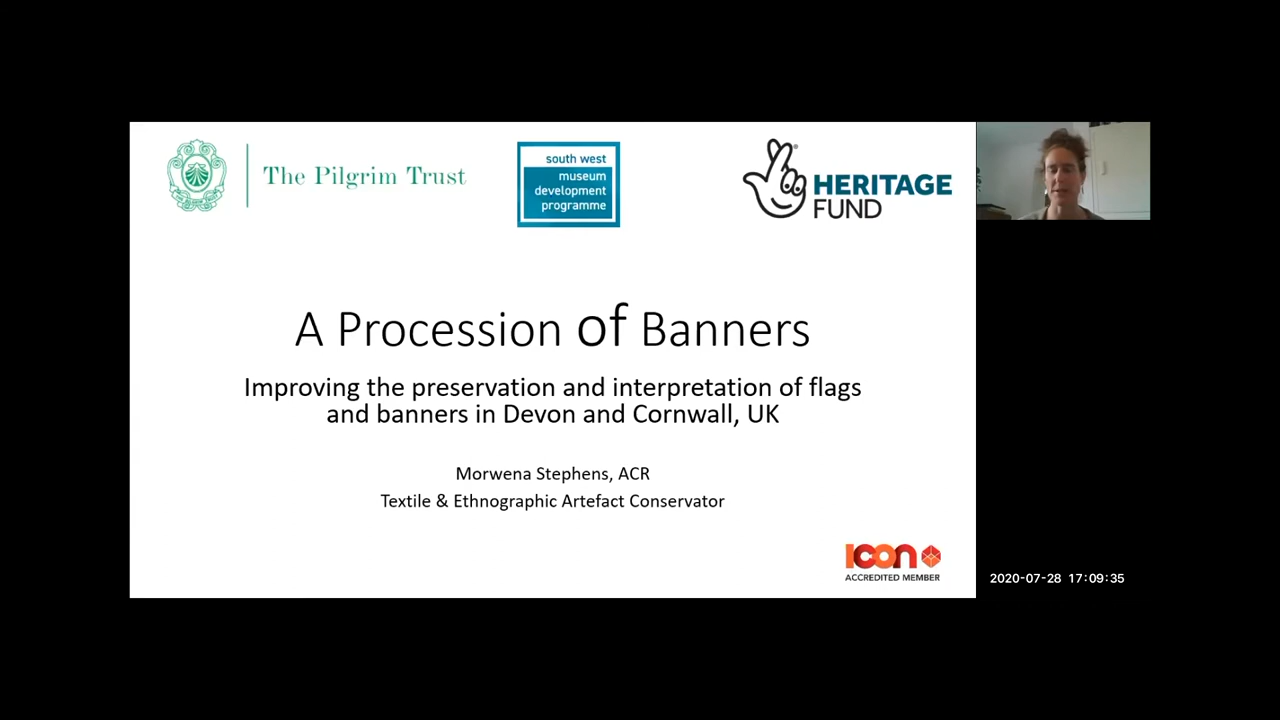 The Pilgrim Trust
south west
museum
development
programme
HERITAGE
FUND
A Procession of Banners
Improving the preservation and interpretation of flags
and banners in Devon and Cornwall, UK
Morwena Stephens, ACR
Textile & Ethnographic Artefact Conservator
Icon
ACCREDITED MEMBER
2020-07-28 17:09:35